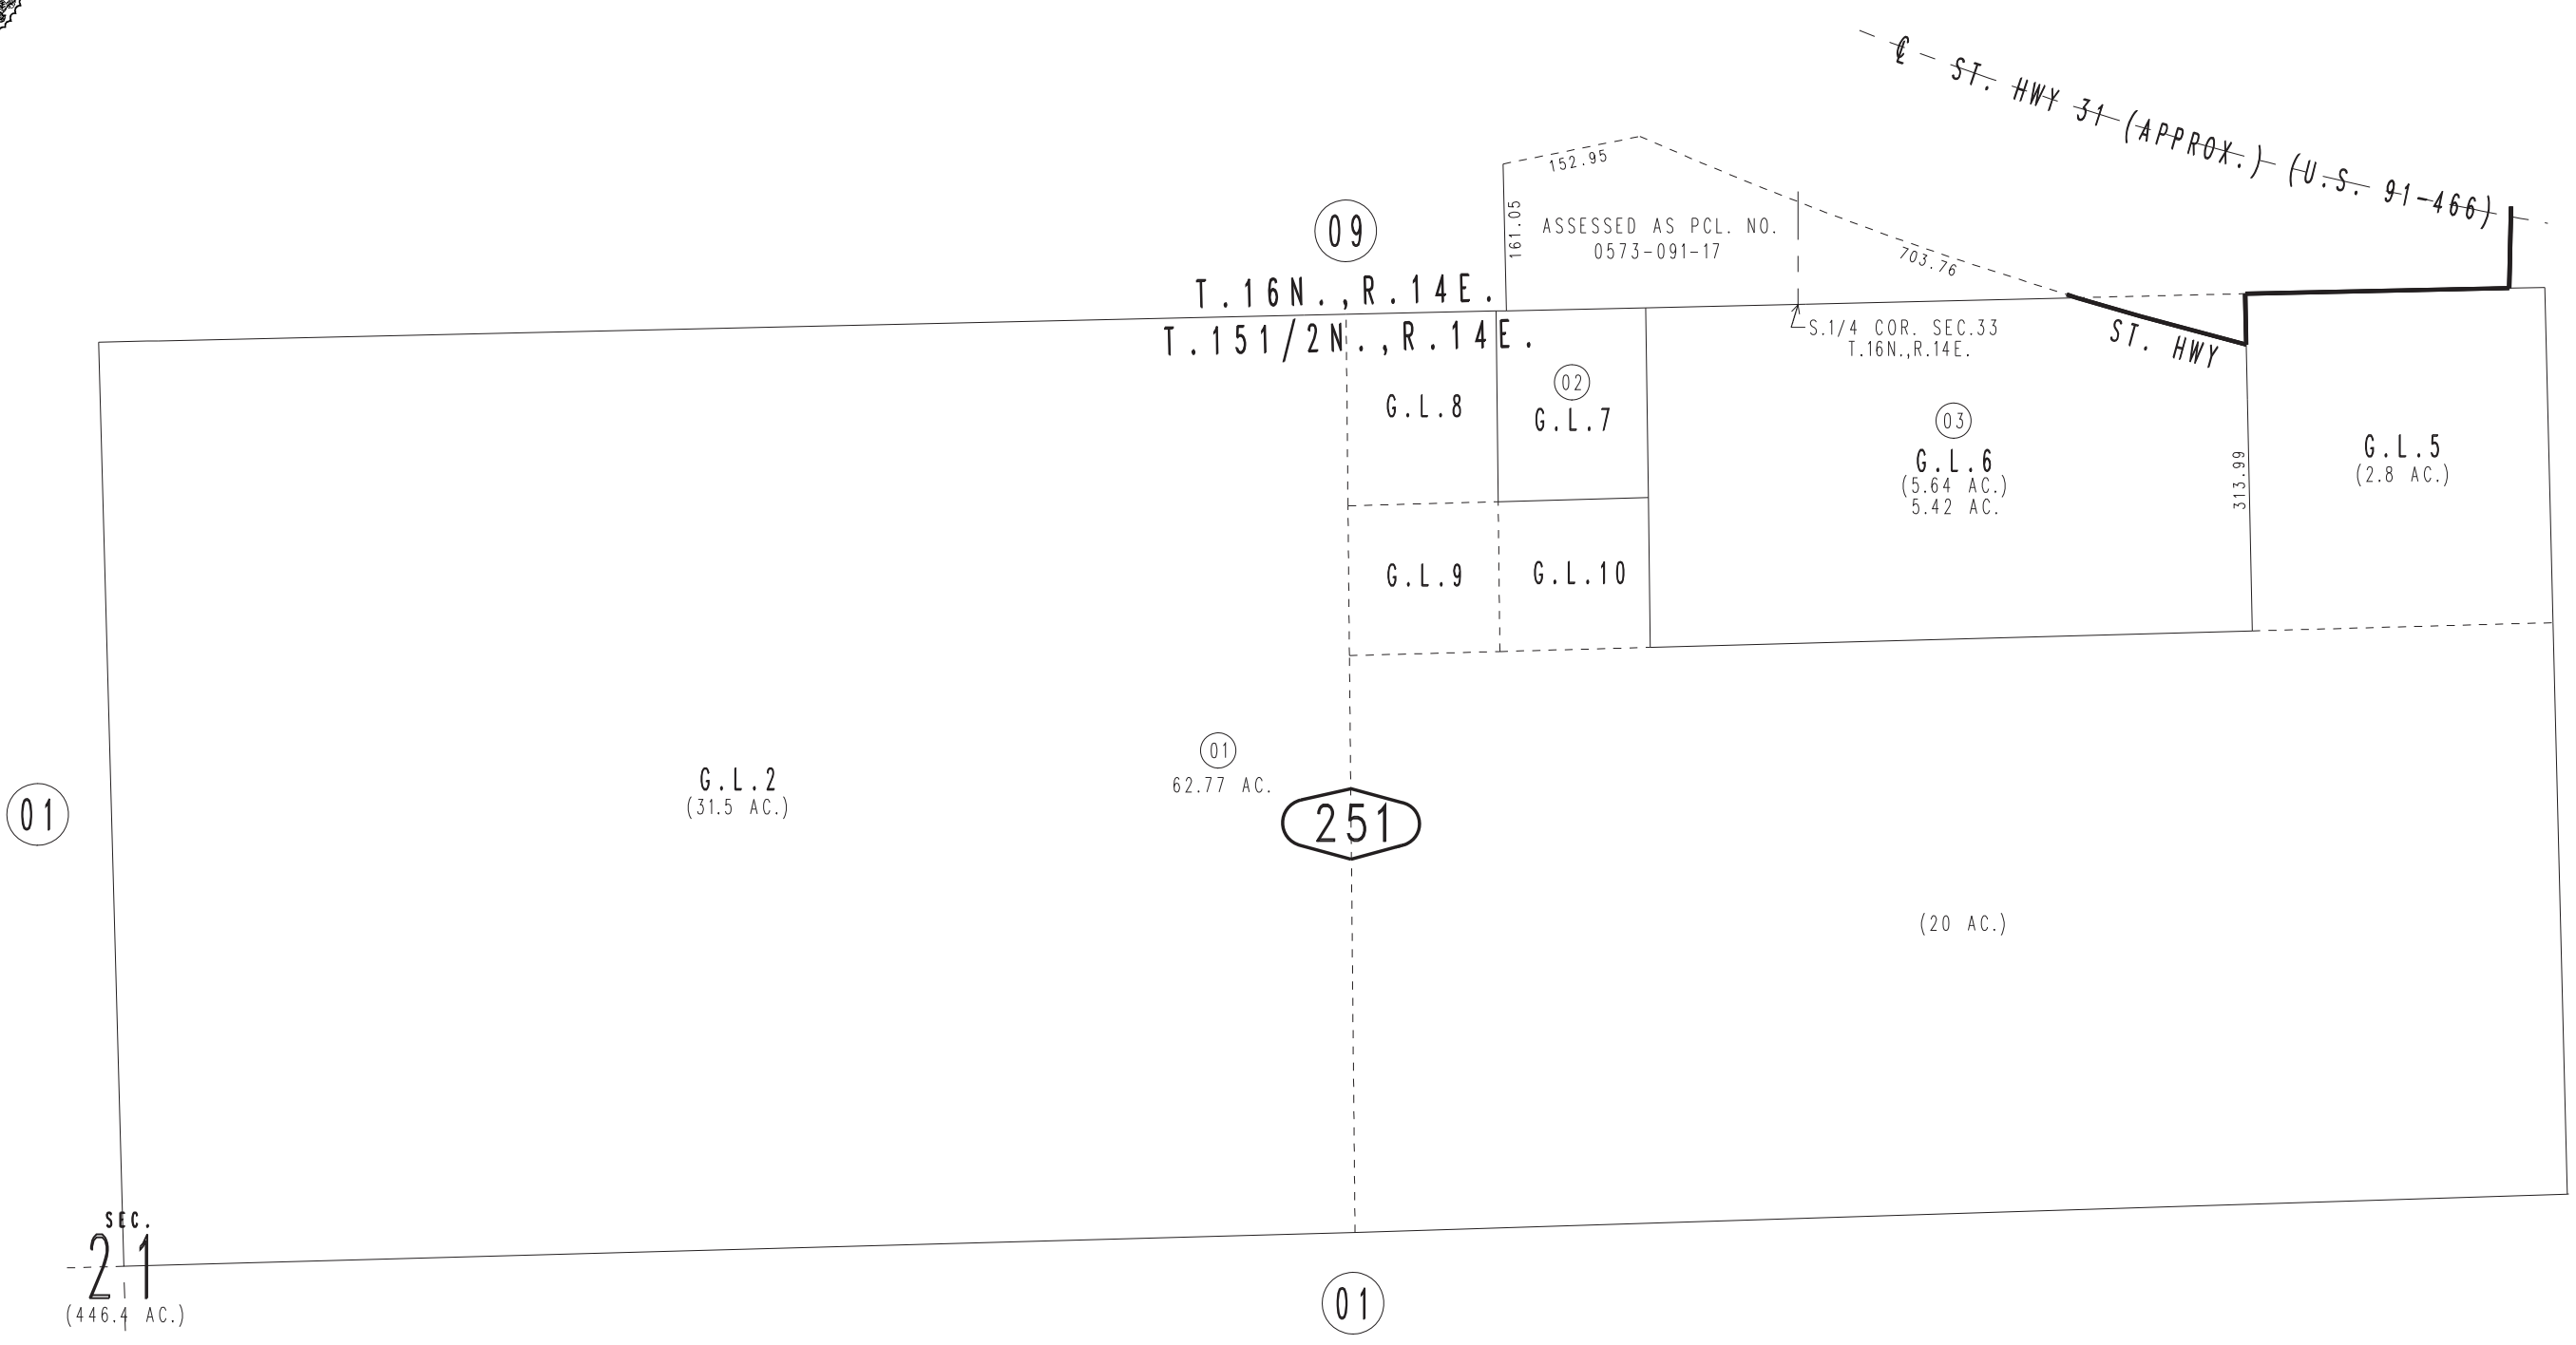 ℄ ST. HWY 31 (APPROX.) (U.S. 91-466)
152.95
161.05
ASSESSED AS PCL. NO.
0573-091-17
703.76
09
T.16N.,R.14E.
T.151/2N.,R.14E.
S.1/4 COR. SEC.33
T.16N.,R.14E.
ST. HWY
G.L.8
02
G.L.7
03
G.L.6
(5.64 AC.)
5.42 AC.
313.99
G.L.5
(2.8 AC.)
G.L.9
G.L.10
01
G.L.2
(31.5 AC.)
01
62.77 AC.
251
(20 AC.)
SEC.
21
(446.4 AC.)
01